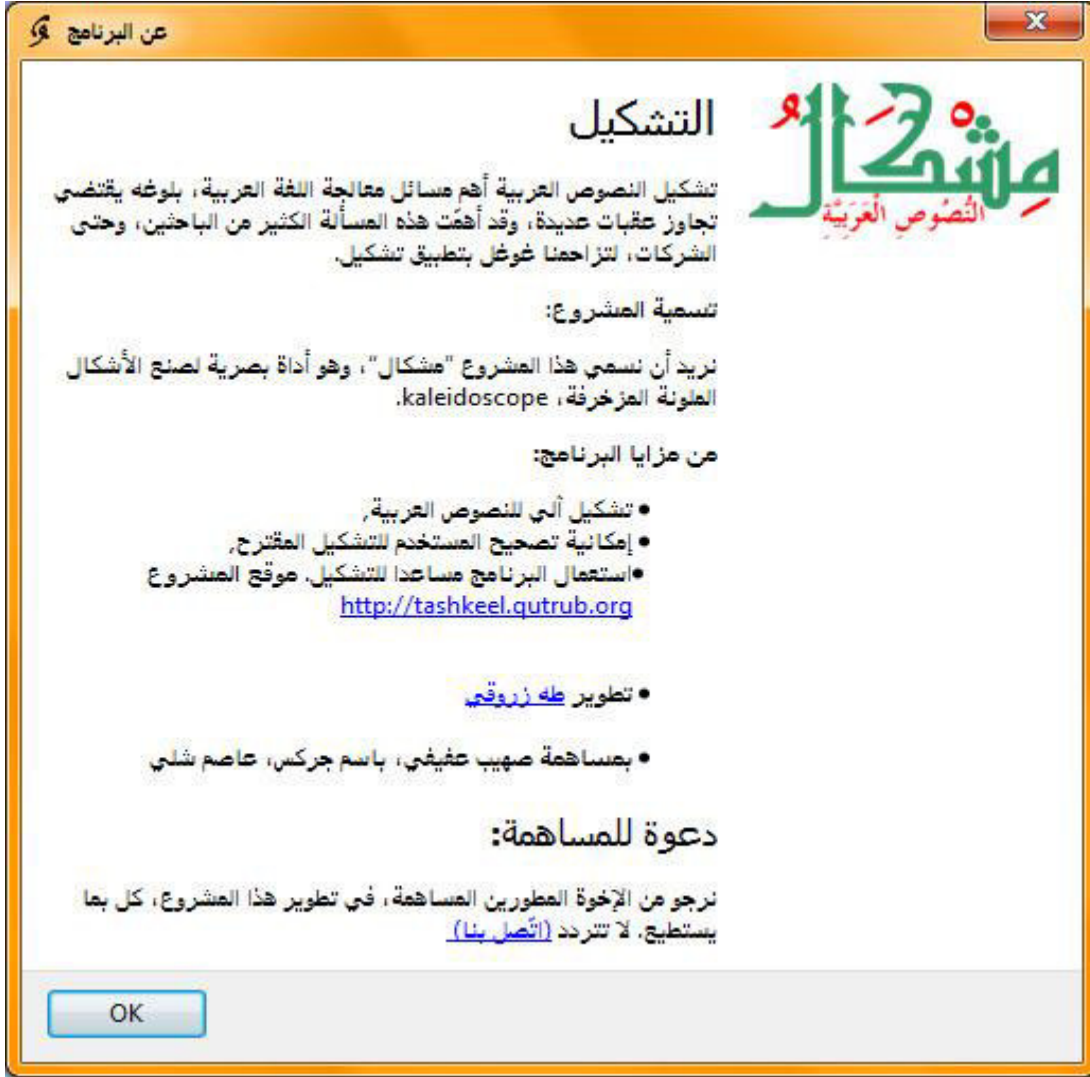 عن البرنامج
مِشْكَالُ
النُّصُوصِ الْعَرَبِيَّةِ
التشكيل
تشكيل النصوص العربية أهم مسائل معالجة اللغة العربية، بلوغه يقتضي
تجاوز عقبات عديدة، وقد أهمّت هذه المسألة الكثير من الباحثين، وحتى
الشركات، لتزاحمنا غوغل بتطبيق تشكيل.
تسمية المشروع:
نريد أن نسمي هذا المشروع "مشكال"، وهو أداة بصرية لصنع الأشكال
الملونة المزخرفة، kaleidoscope.
من مزايا البرنامج:
• تشكيل آلي للنصوص العربية,
• إمكانية تصحيح المستخدم للتشكيل المقترح,
•استعمال البرنامج مساعدا للتشكيل. موقع المشروع
http://tashkeel.qutrub.org
• تطوير طه زروقي
• بمساهمة صهيب عفيفي، باسم جركس، عاصم شلي
دعوة للمساهمة:
نرجو من الإخوة المطورين المساهمة، في تطوير هذا المشروع، كل بما
يستطيع. لا تتردد (اتّصل بنا)
OK